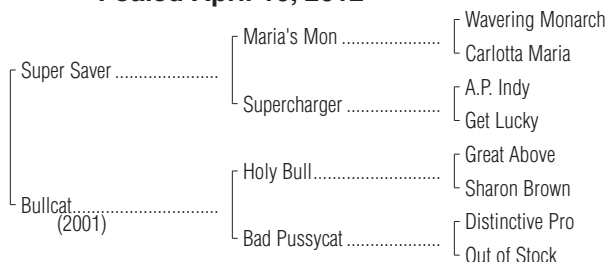 Foaled April 16, 2012
Wavering Monarch
Maria's Mon ....................
Carlotta Maria
Super Saver ......................
A.P. Indy
Supercharger ....................
Get Lucky
Great Above
Holy Bull...........................
Sharon Brown
Bullcat...............................
(2001)
Distinctive Pro
Bad Pussycat ....................
Out of Stock